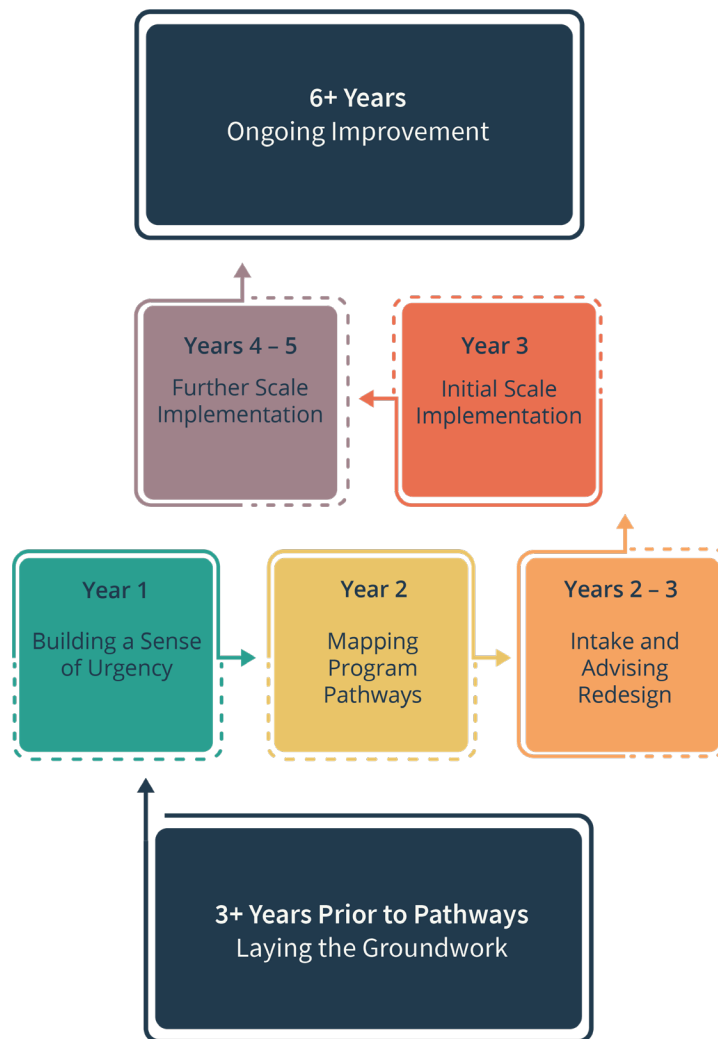 6+ Years
Ongoing Improvement
Years 4 – 5
Further Scale
Implementation
Year 3
Initial Scale
Implementation
Year 1
Building a Sense
of Urgency
Year 2
Mapping
Program
Pathways
Years 2 – 3
Intake and
Advising
Redesign
3+ Years Prior to Pathways
Laying the Groundwork